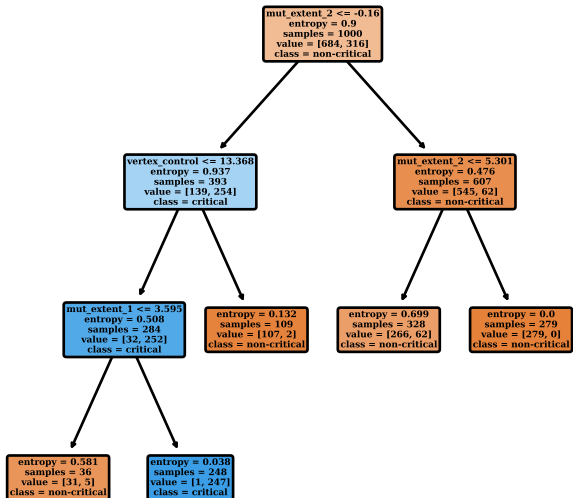 mut_extent_2 <= -0.16
entropy = 0.9
samples = 1000
value = [684, 316]
class = non-critical
vertex_control <= 13.368
entropy = 0.937
samples = 393
value = [139, 254]
class = critical
mut_extent_2 <= 5.301
entropy = 0.476
samples = 607
value = [545, 62]
class = non-critical
mut_extent_1 <= 3.595
entropy = 0.508
samples = 284
value = [32, 252]
class = critical
entropy = 0.132
samples = 109
value = [107, 2]
class = non-critical
entropy = 0.699
samples = 328
value = [266, 62]
class = non-critical
entropy = 0.0
samples = 279
value = [279, 0]
class = non-critical
entropy = 0.581
samples = 36
value = [31, 5]
class = non-critical
entropy = 0.038
samples = 248
value = [1, 247]
class = critical